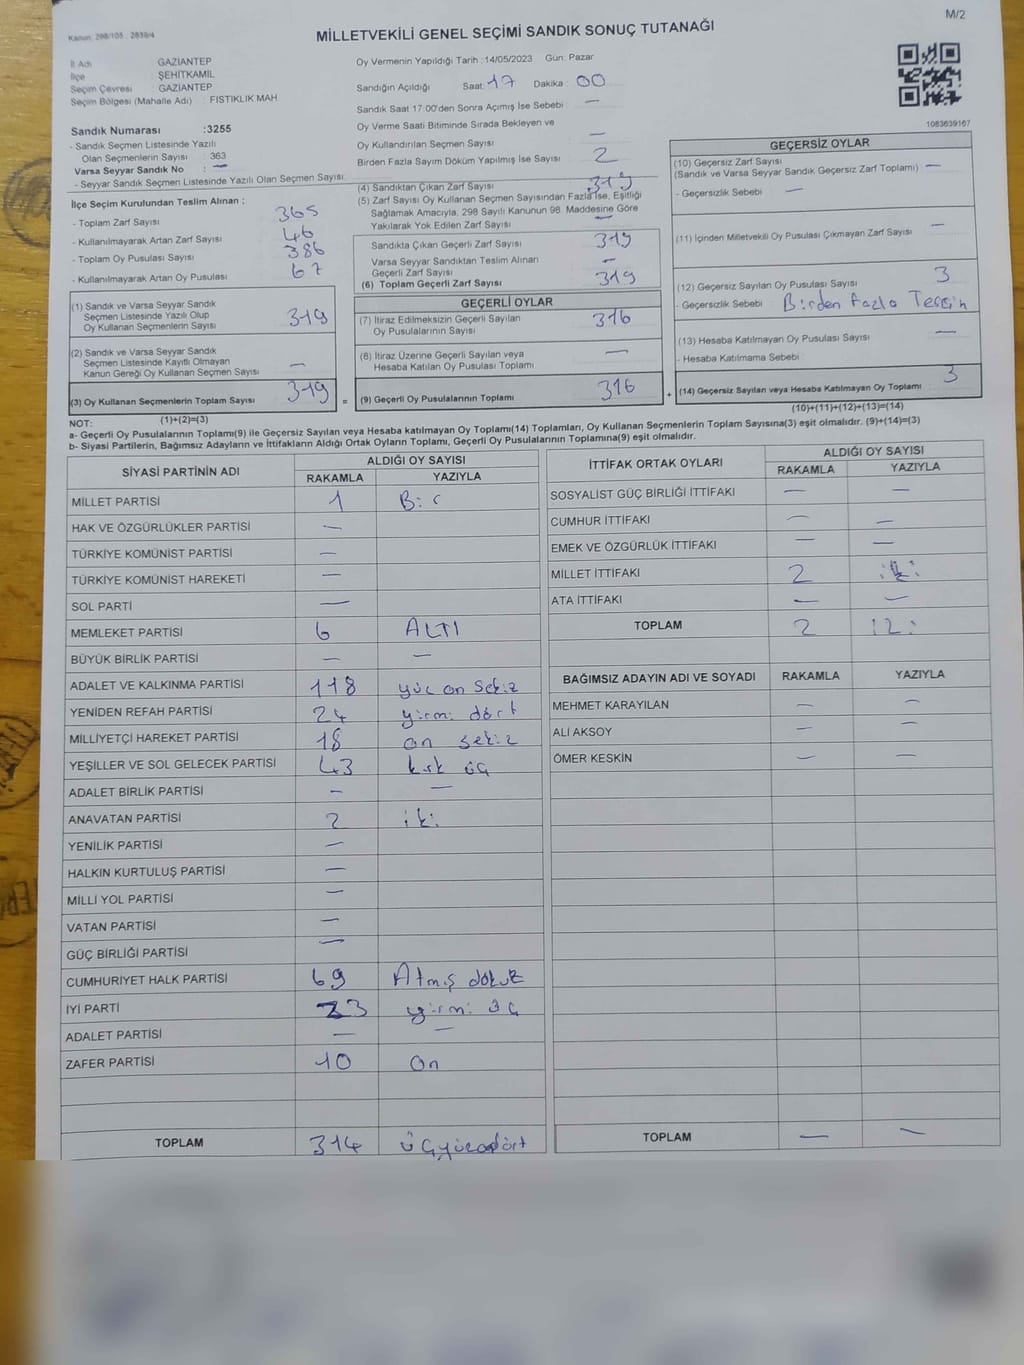 M/2
Kanun: 298/105 : 2839/4
MİLLETVEKİLİ GENEL SEÇİMİ SANDIK SONUÇ TUTANAĞI
İl Adı GAZİANTEP
İlçe ŞEHİTKAMİL
Seçim Çevresi GAZİANTEP
Seçim Bölgesi (Mahalle Adı) : FISTIKLIK MAH
Sandık Numarası :3255
- Sandık Seçmen Listesinde Yazılı
Olan Seçmenlerin Sayısı : 363
Varsa Seyyar Sandık No : —
- Seyyar Sandık Seçmen Listesinde Yazılı Olan Seçmen Sayısı:
Oy Vermenin Yapıldığı Tarih : 14/05/2023 Gün: Pazar
Sandığın Açıldığı Saat: 17 Dakika : 00
Sandık Saat 17:00'den Sonra Açımış İse Sebebi : —
Oy Verme Saati Bitiminde Sırada Bekleyen ve
Oy Kullandırılan Seçmen Sayısı : —
Birden Fazla Sayım Döküm Yapılmış İse Sayısı : 2
1083639167
İlçe Seçim Kurulundan Teslim Alınan ;
- Toplam Zarf Sayısı : 365
- Kullanılmayarak Artan Zarf Sayısı : 46
- Toplam Oy Pusulası Sayısı : 386
- Kullanılmayarak Artan Oy Pusulası : 67
(4) Sandıktan Çıkan Zarf Sayısı : 319
(5) Zarf Sayısı Oy Kullanan Seçmen Sayısından Fazla İse, Eşitliği
Sağlamak Amacıyla, 298 Sayılı Kanunun 98. Maddesine Göre
Yakılarak Yok Edilen Zarf Sayısı : —
Sandıkta Çıkan Geçerli Zarf Sayısı : 319
Varsa Seyyar Sandıktan Teslim Alınan
Geçerli Zarf Sayısı : —
(6) Toplam Geçerli Zarf Sayısı : 319
GEÇERSİZ OYLAR
(10) Geçersiz Zarf Sayısı
(Sandık ve Varsa Seyyar Sandık Geçersiz Zarf Toplamı) : —
- Geçersizlik Sebebi : —
(11) İçinden Milletvekili Oy Pusulası Çıkmayan Zarf Sayısı : —
(12) Geçersiz Sayılan Oy Pusulası Sayısı : 3
- Geçersizlik Sebebi : Birden fazla Tercih
(13) Hesaba Katılmayan Oy Pusulası Sayısı : —
- Hesaba Katılmama Sebebi :
(14) Geçersiz Sayılan veya Hesaba Katılmayan Oy Toplamı : 3
(10)+(11)+(12)+(13)=(14)
(1) Sandık ve Varsa Seyyar Sandık
Seçmen Listesinde Yazılı Olup
Oy Kullanan Seçmenlerin Sayısı : 319
(2) Sandık ve Varsa Seyyar Sandık
Seçmen Listesinde Kayıtlı Olmayan
Kanun Gereği Oy Kullanan Seçmen Sayısı : —
(3) Oy Kullanan Seçmenlerin Toplam Sayısı : 319 =
(1)+(2)=(3)
GEÇERLİ OYLAR
(7) İtiraz Edilmeksizin Geçerli Sayılan
Oy Pusulalarının Sayısı : 316
(8) İtiraz Üzerine Geçerli Sayılan veya
Hesaba Katılan Oy Pusulası Toplamı : —
(9) Geçerli Oy Pusulalarının Toplamı : 316 +
NOT:
a- Geçerli Oy Pusulalarının Toplamı(9) ile Geçersiz Sayılan veya Hesaba katılmayan Oy Toplamı(14) Toplamları, Oy Kullanan Seçmenlerin Toplam Sayısına(3) eşit olmalıdır. (9)+(14)=(3)
b- Siyasi Partilerin, Bağımsız Adayların ve İttifakların Aldığı Ortak Oyların Toplamı, Geçerli Oy Pusulalarının Toplamına(9) eşit olmalıdır.
SİYASİ PARTİNİN ADI ALDIĞI OY SAYISI
RAKAMLA YAZIYLA
MİLLET PARTİSİ 1 Bir
HAK VE ÖZGÜRLÜKLER PARTİSİ —
TÜRKİYE KOMÜNİST PARTİSİ —
TÜRKİYE KOMÜNİST HAREKETİ —
SOL PARTİ —
MEMLEKET PARTİSİ 6 ALTI
BÜYÜK BİRLİK PARTİSİ — —
ADALET VE KALKINMA PARTİSİ 118 yüz on sekiz
YENİDEN REFAH PARTİSİ 24 yirmi dört
MİLLİYETÇİ HAREKET PARTİSİ 18 on sekiz
YEŞİLLER VE SOL GELECEK PARTİSİ 43 kırk üç
ADALET BİRLİK PARTİSİ — —
ANAVATAN PARTİSİ 2 iki
YENİLİK PARTİSİ —
HALKIN KURTULUŞ PARTİSİ —
MİLLİ YOL PARTİSİ —
VATAN PARTİSİ —
GÜÇ BİRLİĞİ PARTİSİ —
CUMHURİYET HALK PARTİSİ 69 Atmış dokuz
İYİ PARTİ 23 yirmi üç
ADALET PARTİSİ — —
ZAFER PARTİSİ 10 On
TOPLAM 314 üçyüzondört
İTTİFAK ORTAK OYLARI ALDIĞI OY SAYISI
RAKAMLA YAZIYLA
SOSYALİST GÜÇ BİRLİĞİ İTTİFAKI — —
CUMHUR İTTİFAKI — —
EMEK VE ÖZGÜRLÜK İTTİFAKI — —
MİLLET İTTİFAKI 2 iki
ATA İTTİFAKI — —
TOPLAM 2 iki
BAĞIMSIZ ADAYIN ADI VE SOYADI RAKAMLA YAZIYLA
MEHMET KARAYILAN — —
ALİ AKSOY — —
ÖMER KESKİN — —
TOPLAM — —